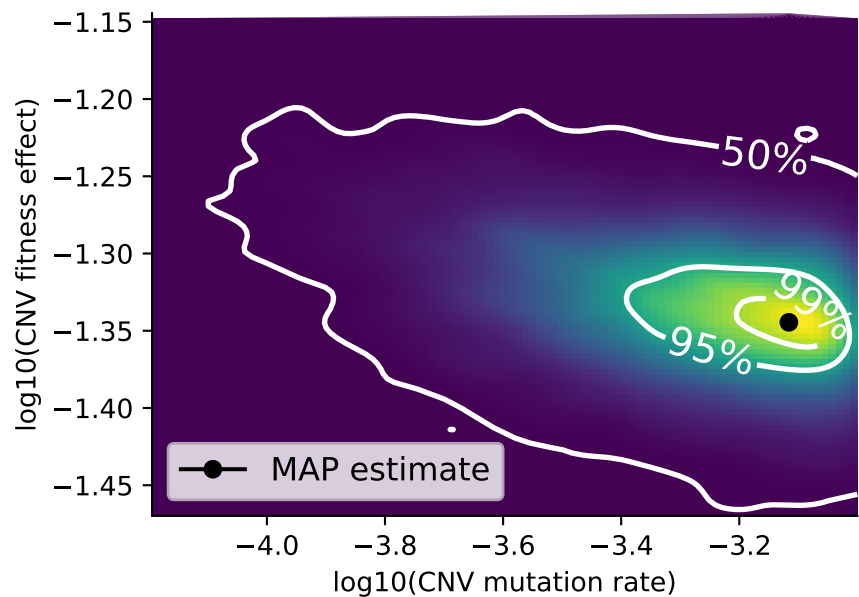 −1.15
−1.20
−1.25
−1.30
−1.35
−1.40
−1.45
log10(CNV fitness effect)
50%
99%
95%
MAP estimate
−4.0 −3.8 −3.6 −3.4 −3.2
log10(CNV mutation rate)